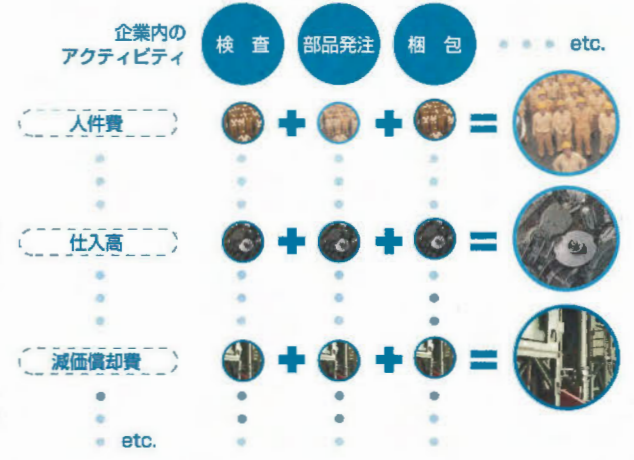 企業内の
アクティビティ
検 査
部品発注
梱 包
etc.
人件費
仕入高
減価償却費
etc.